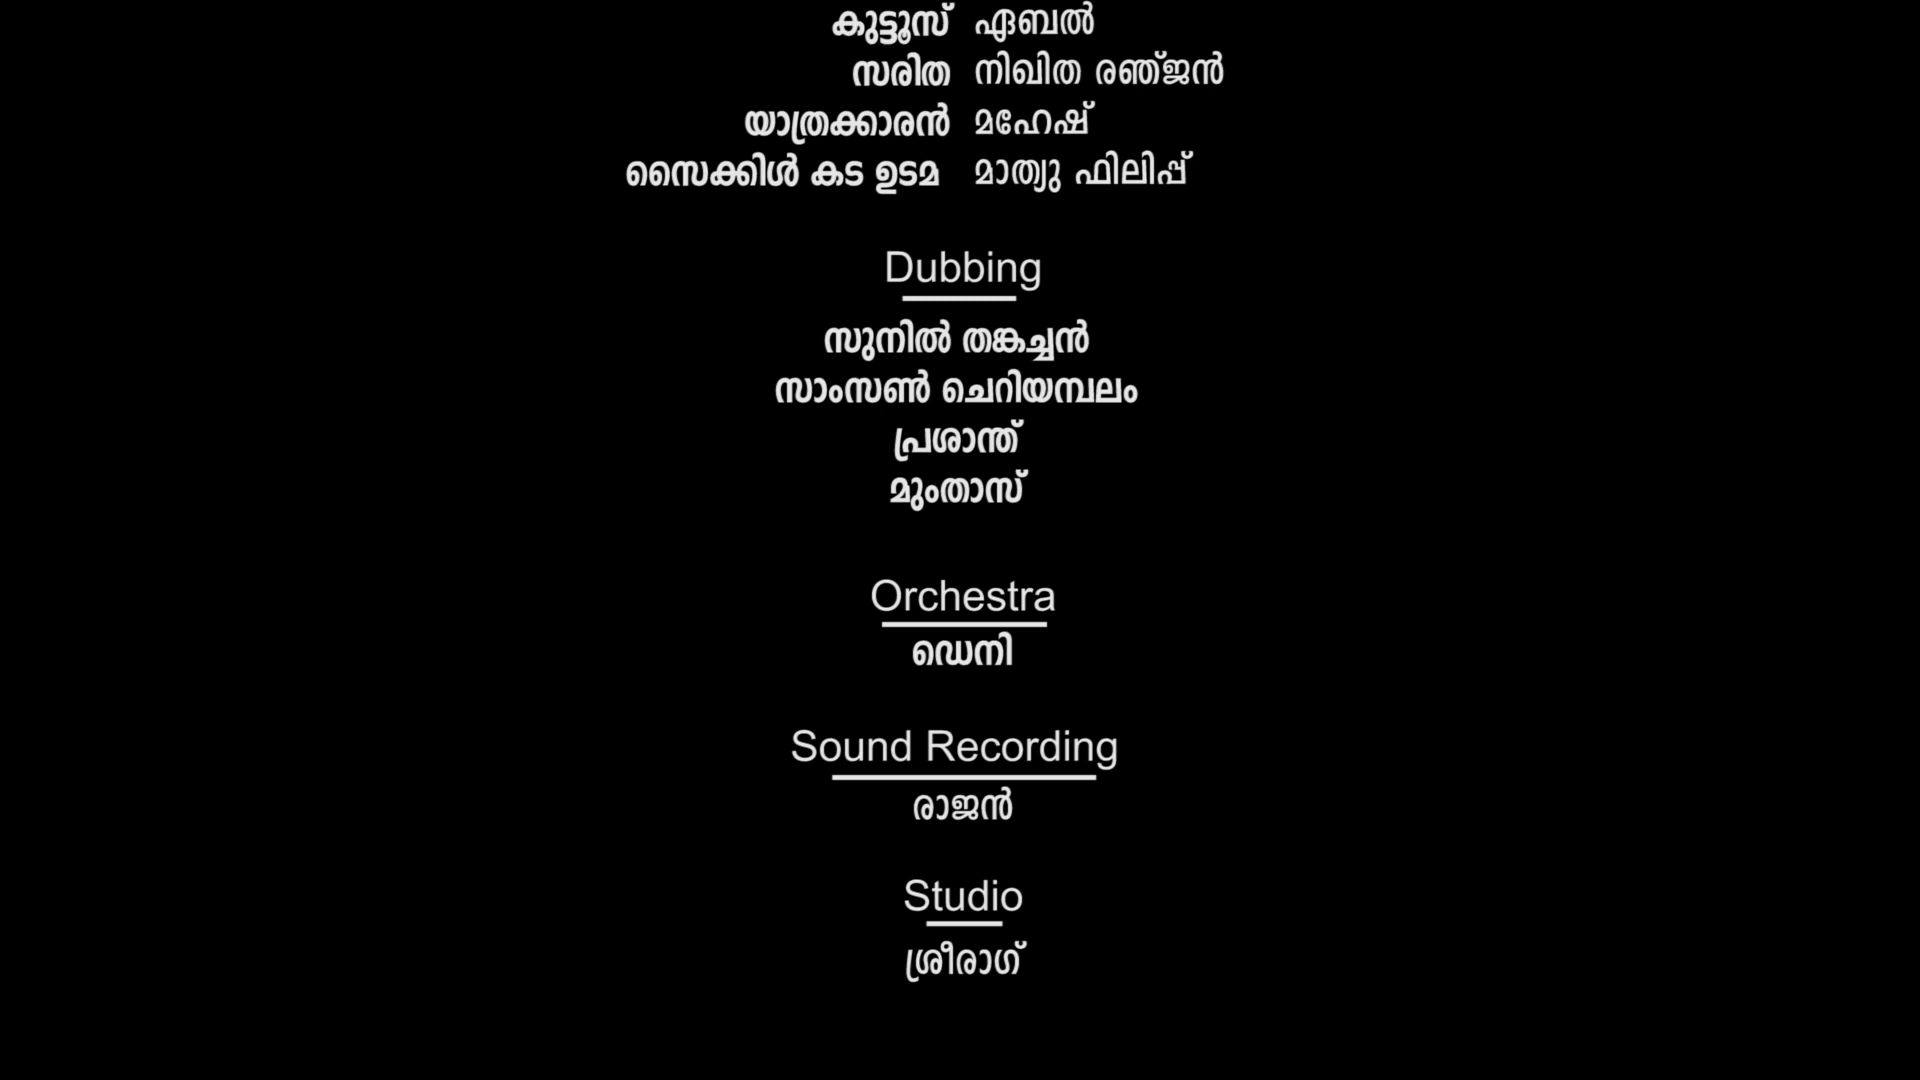 കുട്ടൂസ് ഏബൽ
സരിത നിഖിത രഞ്ജൻ
യാത്രക്കാരൻ മഹേഷ്
സൈക്കിൾ കട ഉടമ മാത്യു ഫിലിപ്പ്
Dubbing
സുനിൽ തങ്കച്ചൻ
സാംസൺ ചെറിയമ്പലം
പ്രശാന്ത്
മുംതാസ്
Orchestra
ഡെനി
Sound Recording
രാജൻ
Studio
ശ്രീരാഗ്